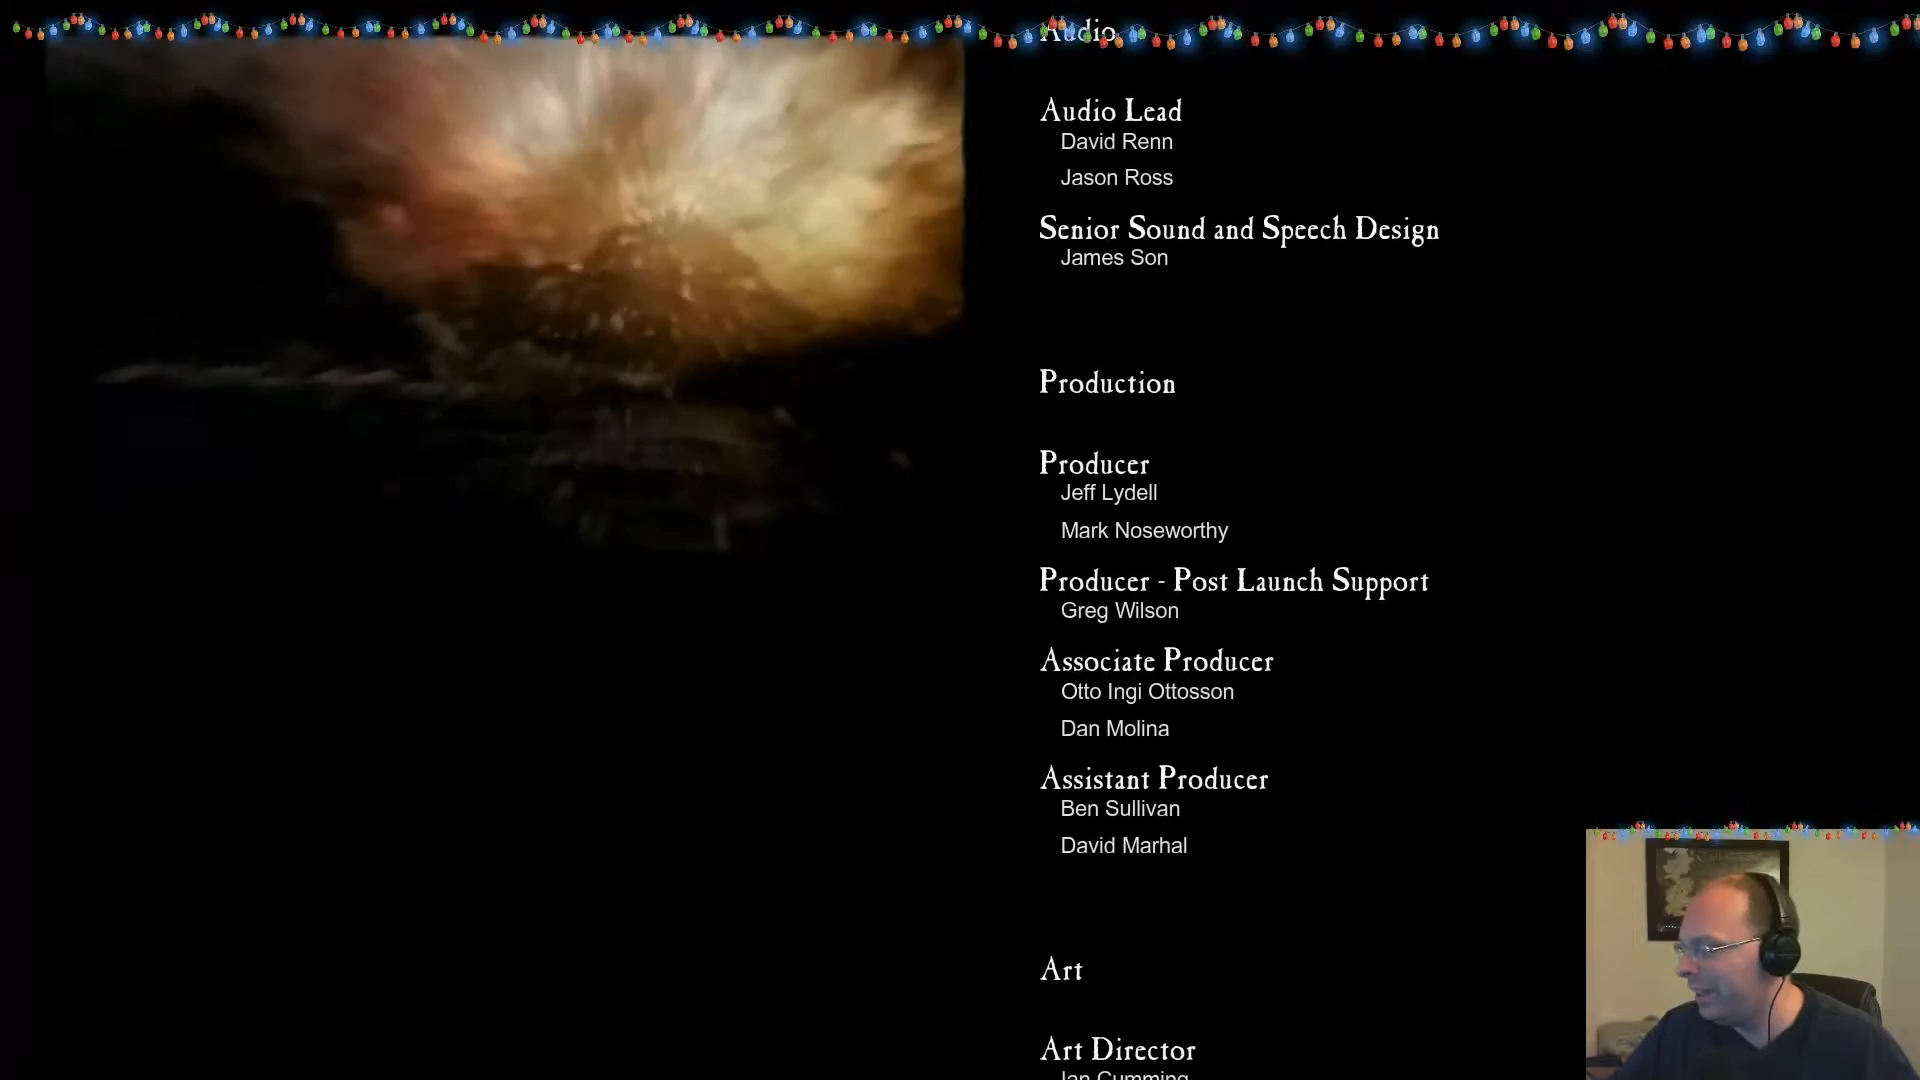 Audio
Audio Lead
David Renn
Jason Ross
Senior Sound and Speech Design
James Son
Production
Producer
Jeff Lydell
Mark Noseworthy
Producer - Post Launch Support
Greg Wilson
Associate Producer
Otto Ingi Ottosson
Dan Molina
Assistant Producer
Ben Sullivan
David Marhal
Art
Art Director
Ian Cumming